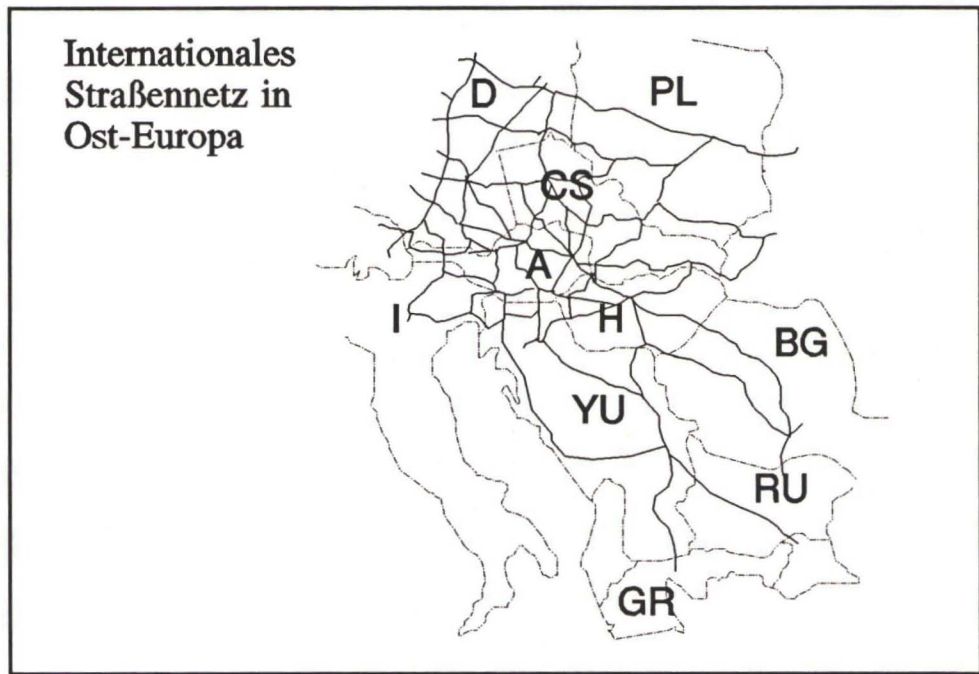 Internationales
Straßennetz in
Ost-Europa
D
PL
CS
A
I
H
BG
YU
RU
GR